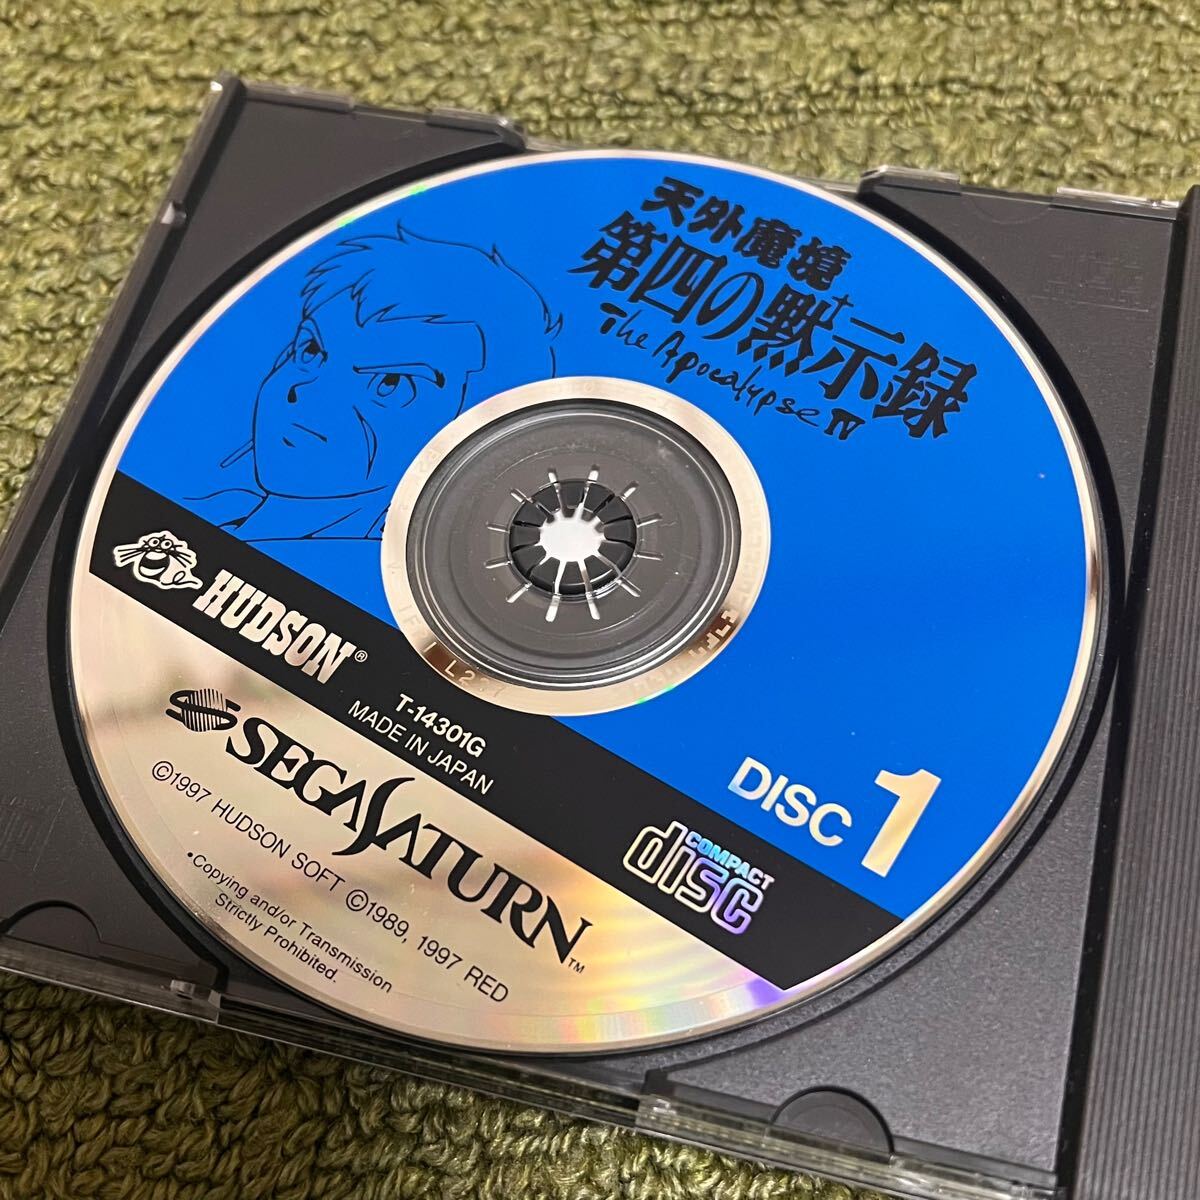 天外魔境
第四の黙示録
The Apocalypse IV
HUDSON®
T-14301G
MADE IN JAPAN
SEGA SATURN™
DISC 1
COMPACT
disc
©1997 HUDSON SOFT ©1989, 1997 RED
•Copying and/or Transmission
Strictly Prohibited.